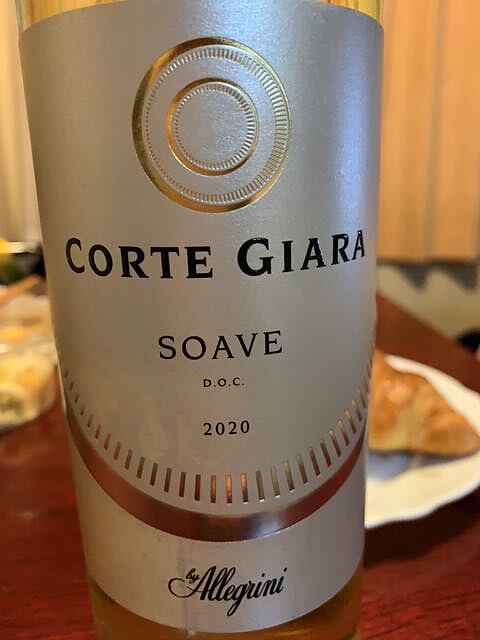 CORTE GIARA
SOAVE
D.O.C.
2020
by Allegrini